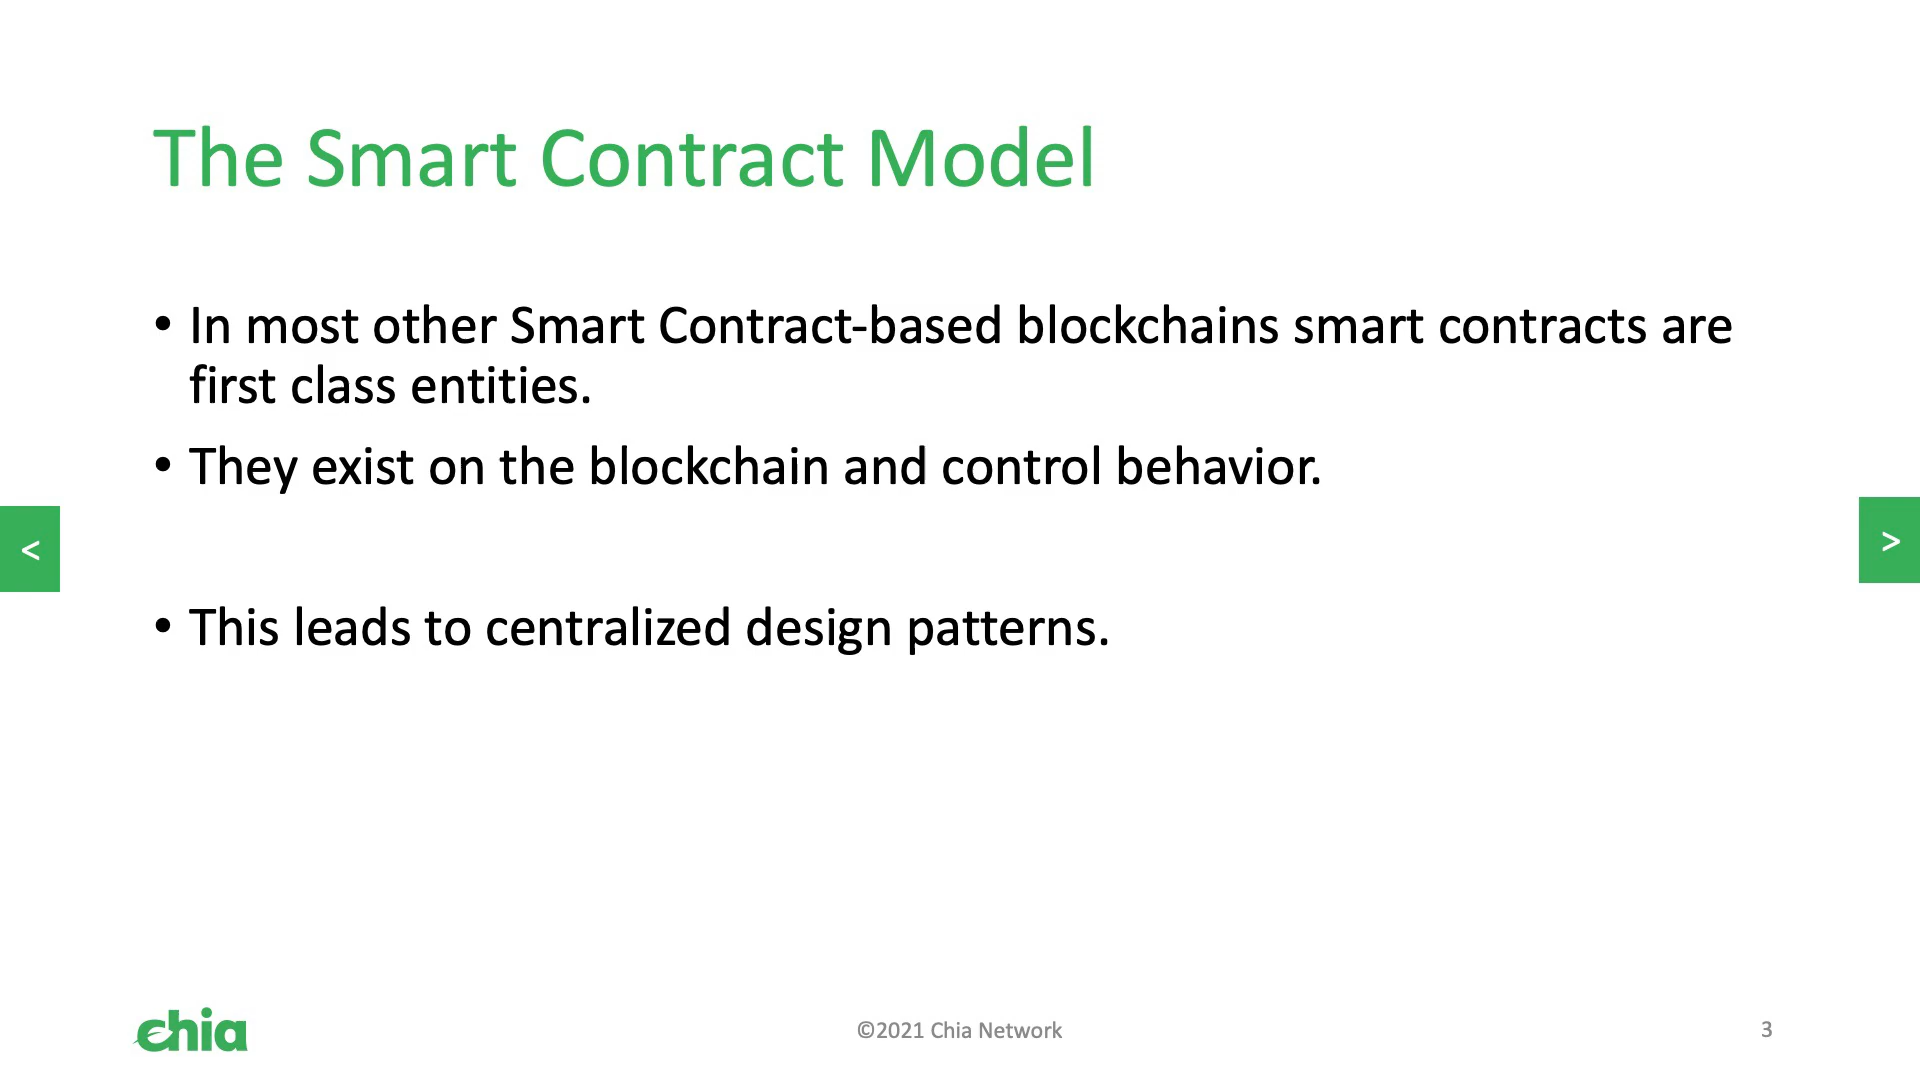 The Smart Contract Model
• In most other Smart Contract-based blockchains smart contracts are
first class entities.
• They exist on the blockchain and control behavior.
<
>
• This leads to centralized design patterns.
chia
©2021 Chia Network
3